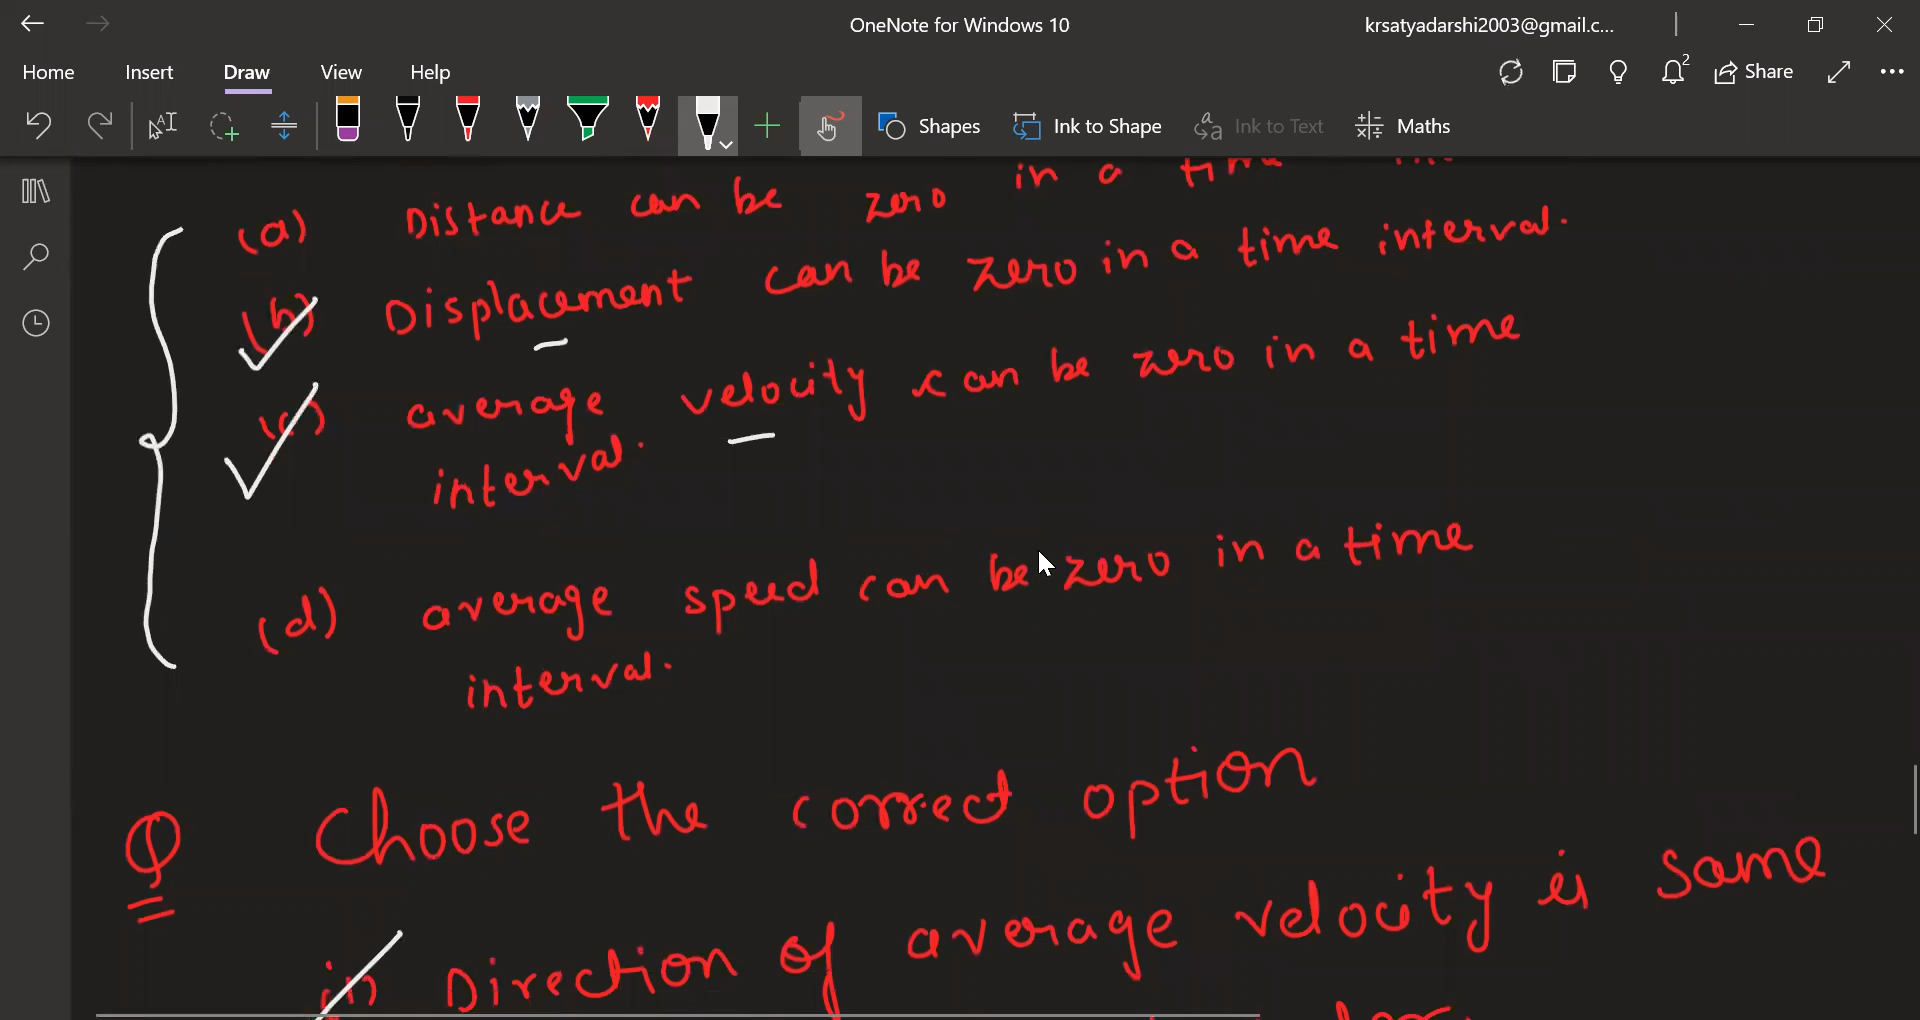 OneNote for Windows 10
krsatyadarshi2003@gmail.c...
Home Insert Draw View Help
2 Share
Shapes Ink to Shape Ink to Text Maths
(a) Distance can be zero in a time
(b) Displacement can be zero in a time interval.
(c) average velocity can be zero in a time
interval.
(d) average speed can be zero in a time
interval.
Q Choose the correct option
(i) Direction of average velocity is same